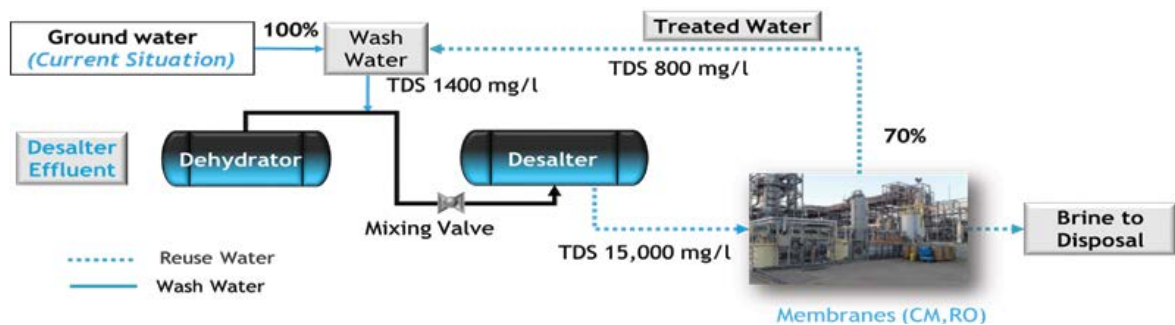 Ground water
(Current Situation)
100%
Wash
Water
Treated Water
TDS 800 mg/l
TDS 1400 mg/l
70%
Desalter
Effluent
Dehydrator
Desalter
Mixing Valve
TDS 15,000 mg/l
Brine to
Disposal
Reuse Water
Wash Water
Membranes (CM,RO)